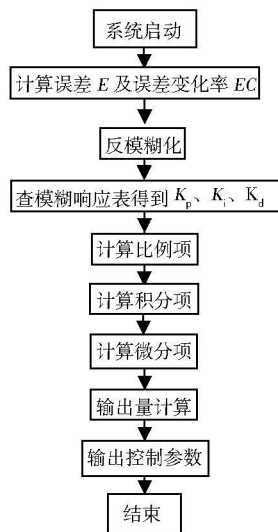 系统启动
计算误差 E 及误差变化率 EC
反模糊化
查模糊响应表得到 Kp、Ki、Kd
计算比例项
计算积分项
计算微分项
输出量计算
输出控制参数
结束